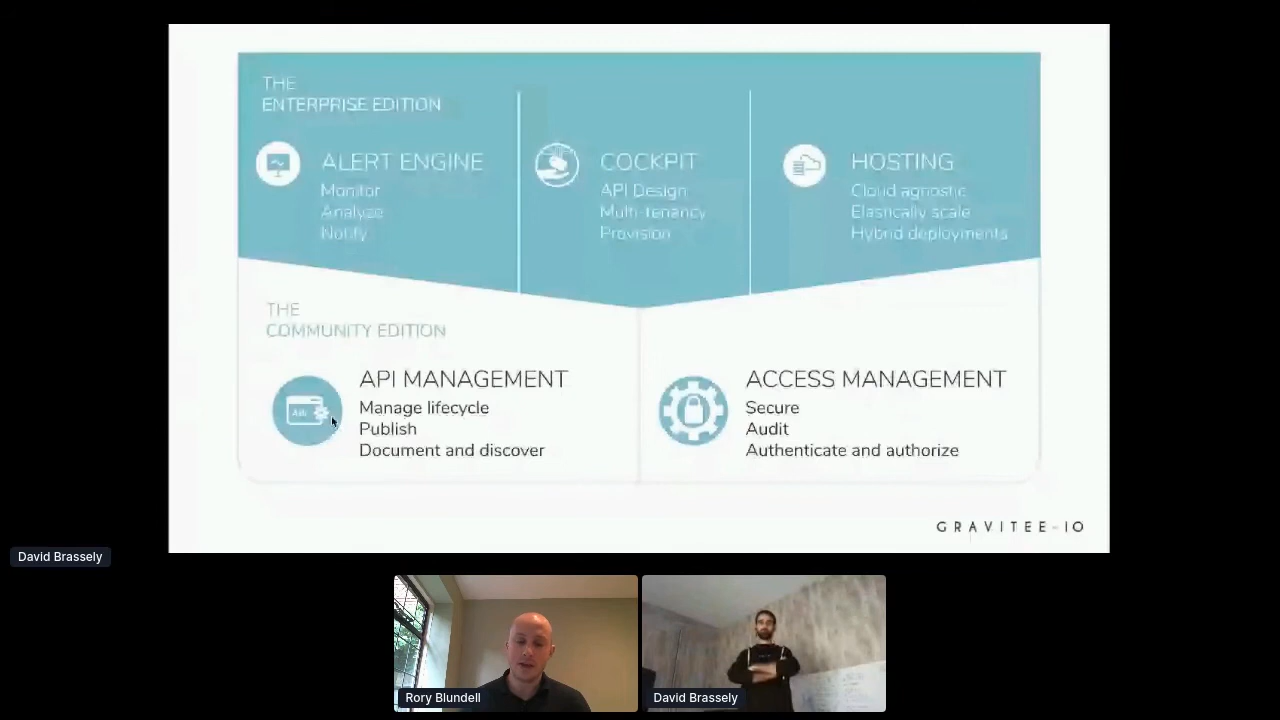 THE
ENTERPRISE EDITION
ALERT ENGINE
Monitor
Analyze
Notify
COCKPIT
API Design
Multi-tenancy
Provision
HOSTING
Cloud agnostic
Elastically scale
Hybrid deployments
THE
COMMUNITY EDITION
API MANAGEMENT
Manage lifecycle
Publish
Document and discover
ACCESS MANAGEMENT
Secure
Audit
Authenticate and authorize
GRAVITEE-IO
David Brassely
Rory Blundell
David Brassely